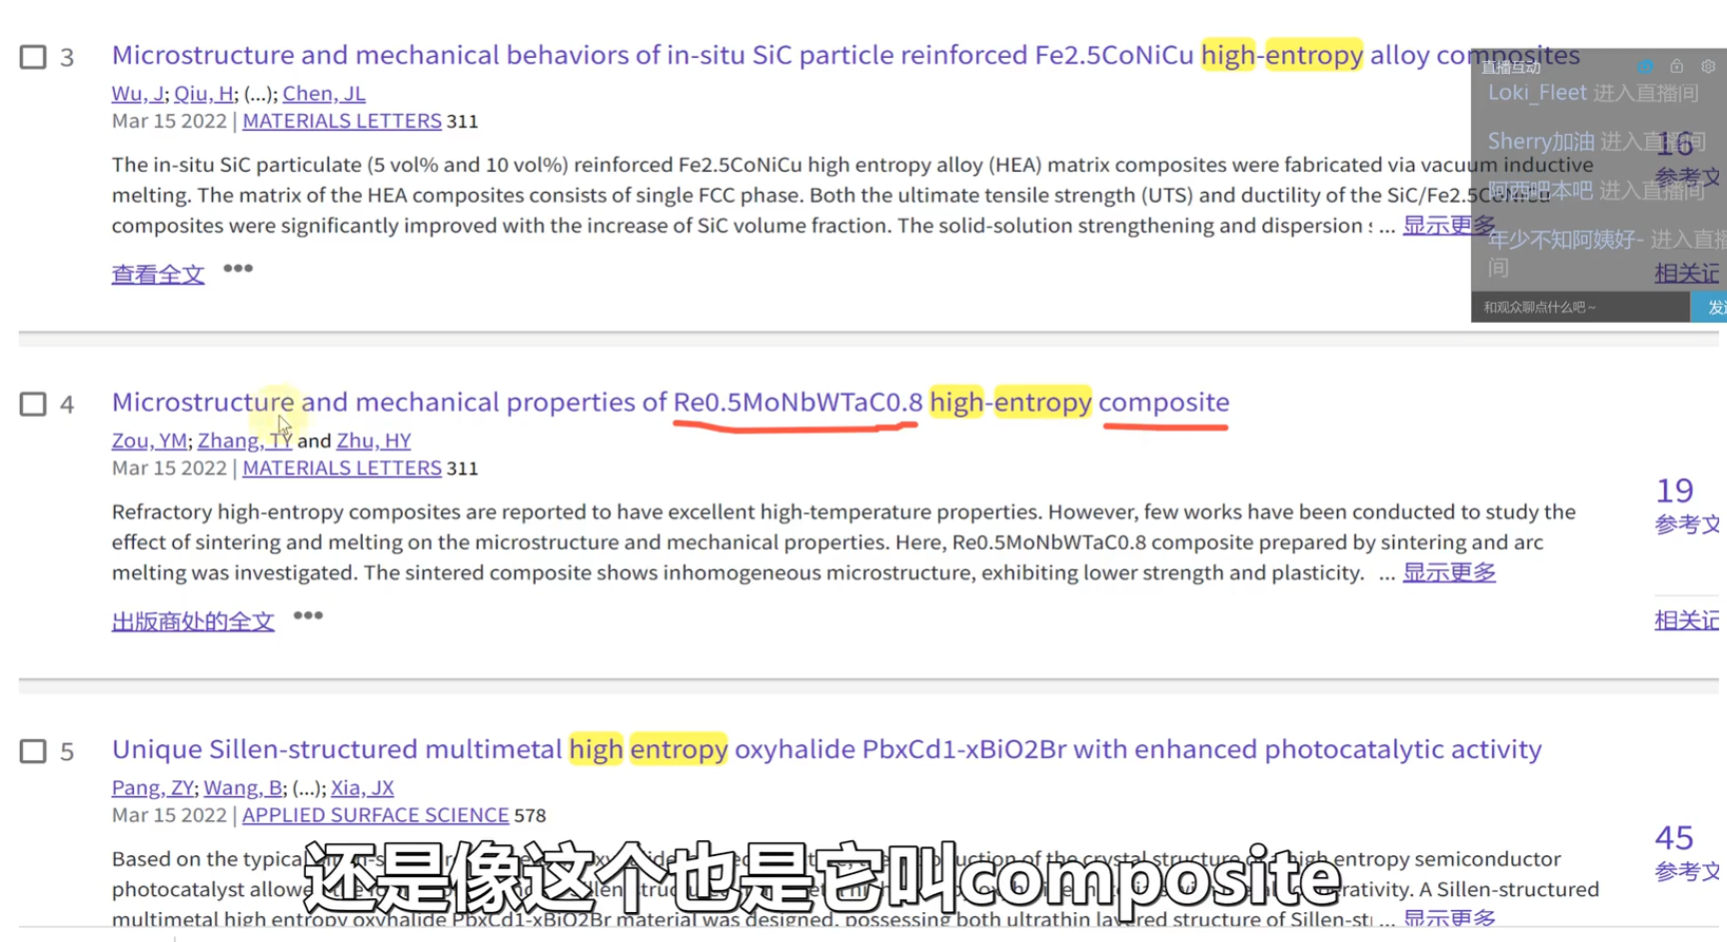 3
Microstructure and mechanical behaviors of in-situ SiC particle reinforced Fe2.5CoNiCu high-entropy alloy composites
Wu, J; Qiu, H; (...); Chen, JL
Mar 15 2022 | MATERIALS LETTERS 311
The in-situ SiC particulate (5 vol% and 10 vol%) reinforced Fe2.5CoNiCu high entropy alloy (HEA) matrix composites were fabricated via vacuum inductive
melting. The matrix of the HEA composites consists of single FCC phase. Both the ultimate tensile strength (UTS) and ductility of the SiC/Fe2.5CoNiCu
composites were significantly improved with the increase of SiC volume fraction. The solid-solution strengthening and dispersion ... 显示更多
查看全文 •••
16
参考文
相关记
直播互动
Loki_Fleet 进入直播间
Sherry加油 进入直播间
阿西吧本吧 进入直播间
年少不知阿姨好- 进入直播
间
和观众聊点什么吧~
发
4
Microstructure and mechanical properties of Re0.5MoNbWTaC0.8 high-entropy composite
Zou, YM; Zhang, TY and Zhu, HY
Mar 15 2022 | MATERIALS LETTERS 311
Refractory high-entropy composites are reported to have excellent high-temperature properties. However, few works have been conducted to study the
effect of sintering and melting on the microstructure and mechanical properties. Here, Re0.5MoNbWTaC0.8 composite prepared by sintering and arc
melting was investigated. The sintered composite shows inhomogeneous microstructure, exhibiting lower strength and plasticity. ... 显示更多
出版商处的全文 •••
19
参考文
相关记
5
Unique Sillen-structured multimetal high entropy oxyhalide PbxCd1-xBiO2Br with enhanced photocatalytic activity
Pang, ZY; Wang, B; (...); Xia, JX
Mar 15 2022 | APPLIED SURFACE SCIENCE 578
Based on the typical of the crystal structure high entropy semiconductor
photocatalyst A Sillen-structured
multimetal high entropy oxyhalide PbxCd1-xBiO2Br material was designed, possessing both ultrathin layered structure of ... 显示更多
45
参考文
还是像这个也是它叫composite